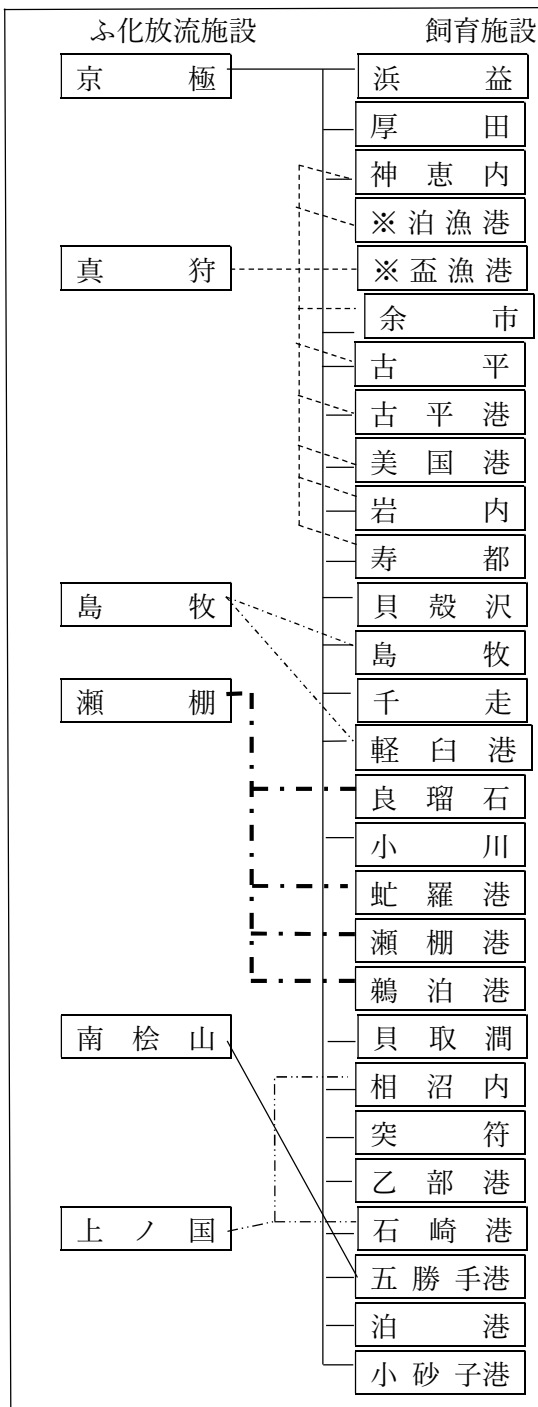 ふ化放流施設 飼育施設
京極 浜益
厚田
神恵内
※泊漁港
真狩 ※盃漁港
余市
古平
古平港
美国港
岩内
寿都
島牧 貝殻沢
島牧
瀬棚 千走
軽臼港
良瑠石
小川
虻羅港
瀬棚港
鵜泊港
南桧山 貝取澗
相沼内
突符
乙部港
上ノ国 石崎港
五勝手港
泊港
小砂子港